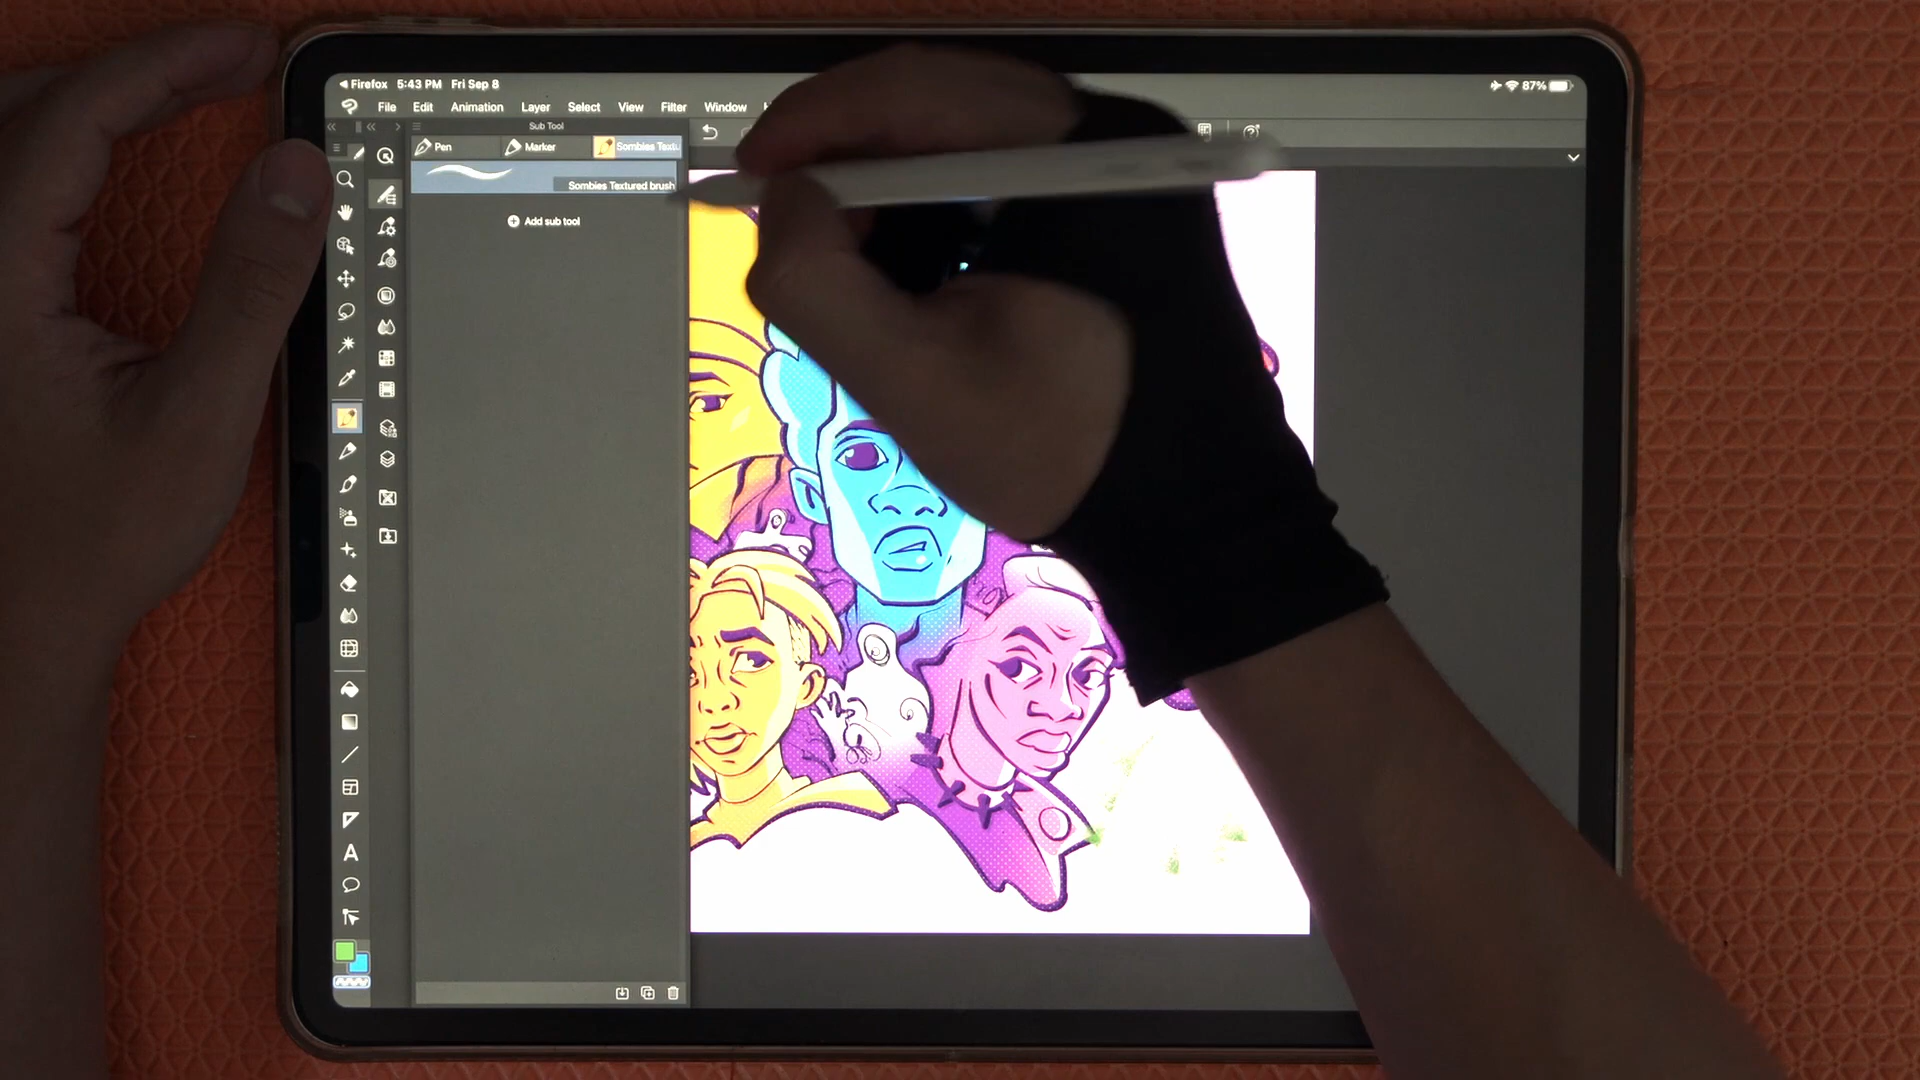 Firefox 5:43 PM Fri Sep 8
87%
File Edit Animation Layer Select View Filter Window
Sub Tool
Pen Marker Sombies Textu
Sombies Textured brush
Add sub tool
A